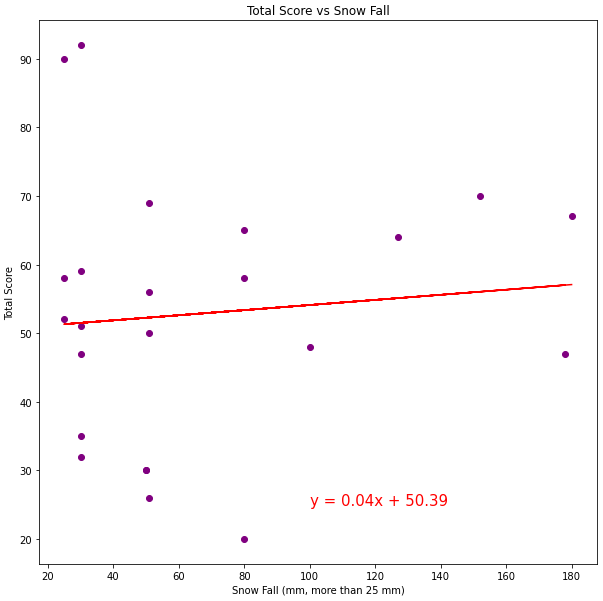 Total Score vs Snow Fall
90
80
70
60
50
40
30
20
Total Score
y = 0.04x + 50.39
20 40 60 80 100 120 140 160 180
Snow Fall (mm, more than 25 mm)